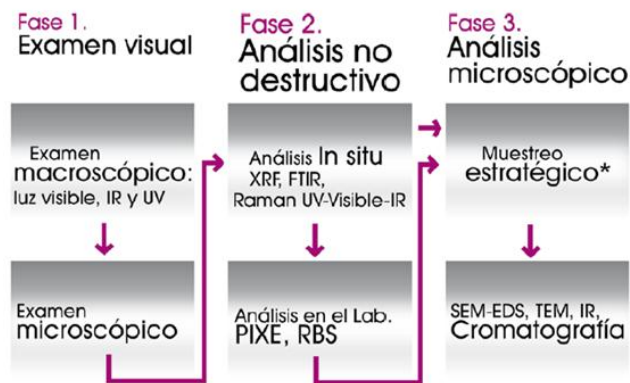 Fase 1.
Examen visual
Examen
macroscópico:
luz visible, IR y UV
Examen
microscópico
Fase 2.
Análisis no
destructivo
Análisis In situ
XRF, FTIR,
Raman UV-Visible-IR
Análisis en el Lab.
PIXE, RBS
Fase 3.
Análisis
microscópico
Muestreo
estratégico*
SEM-EDS, TEM, IR,
Cromatografía